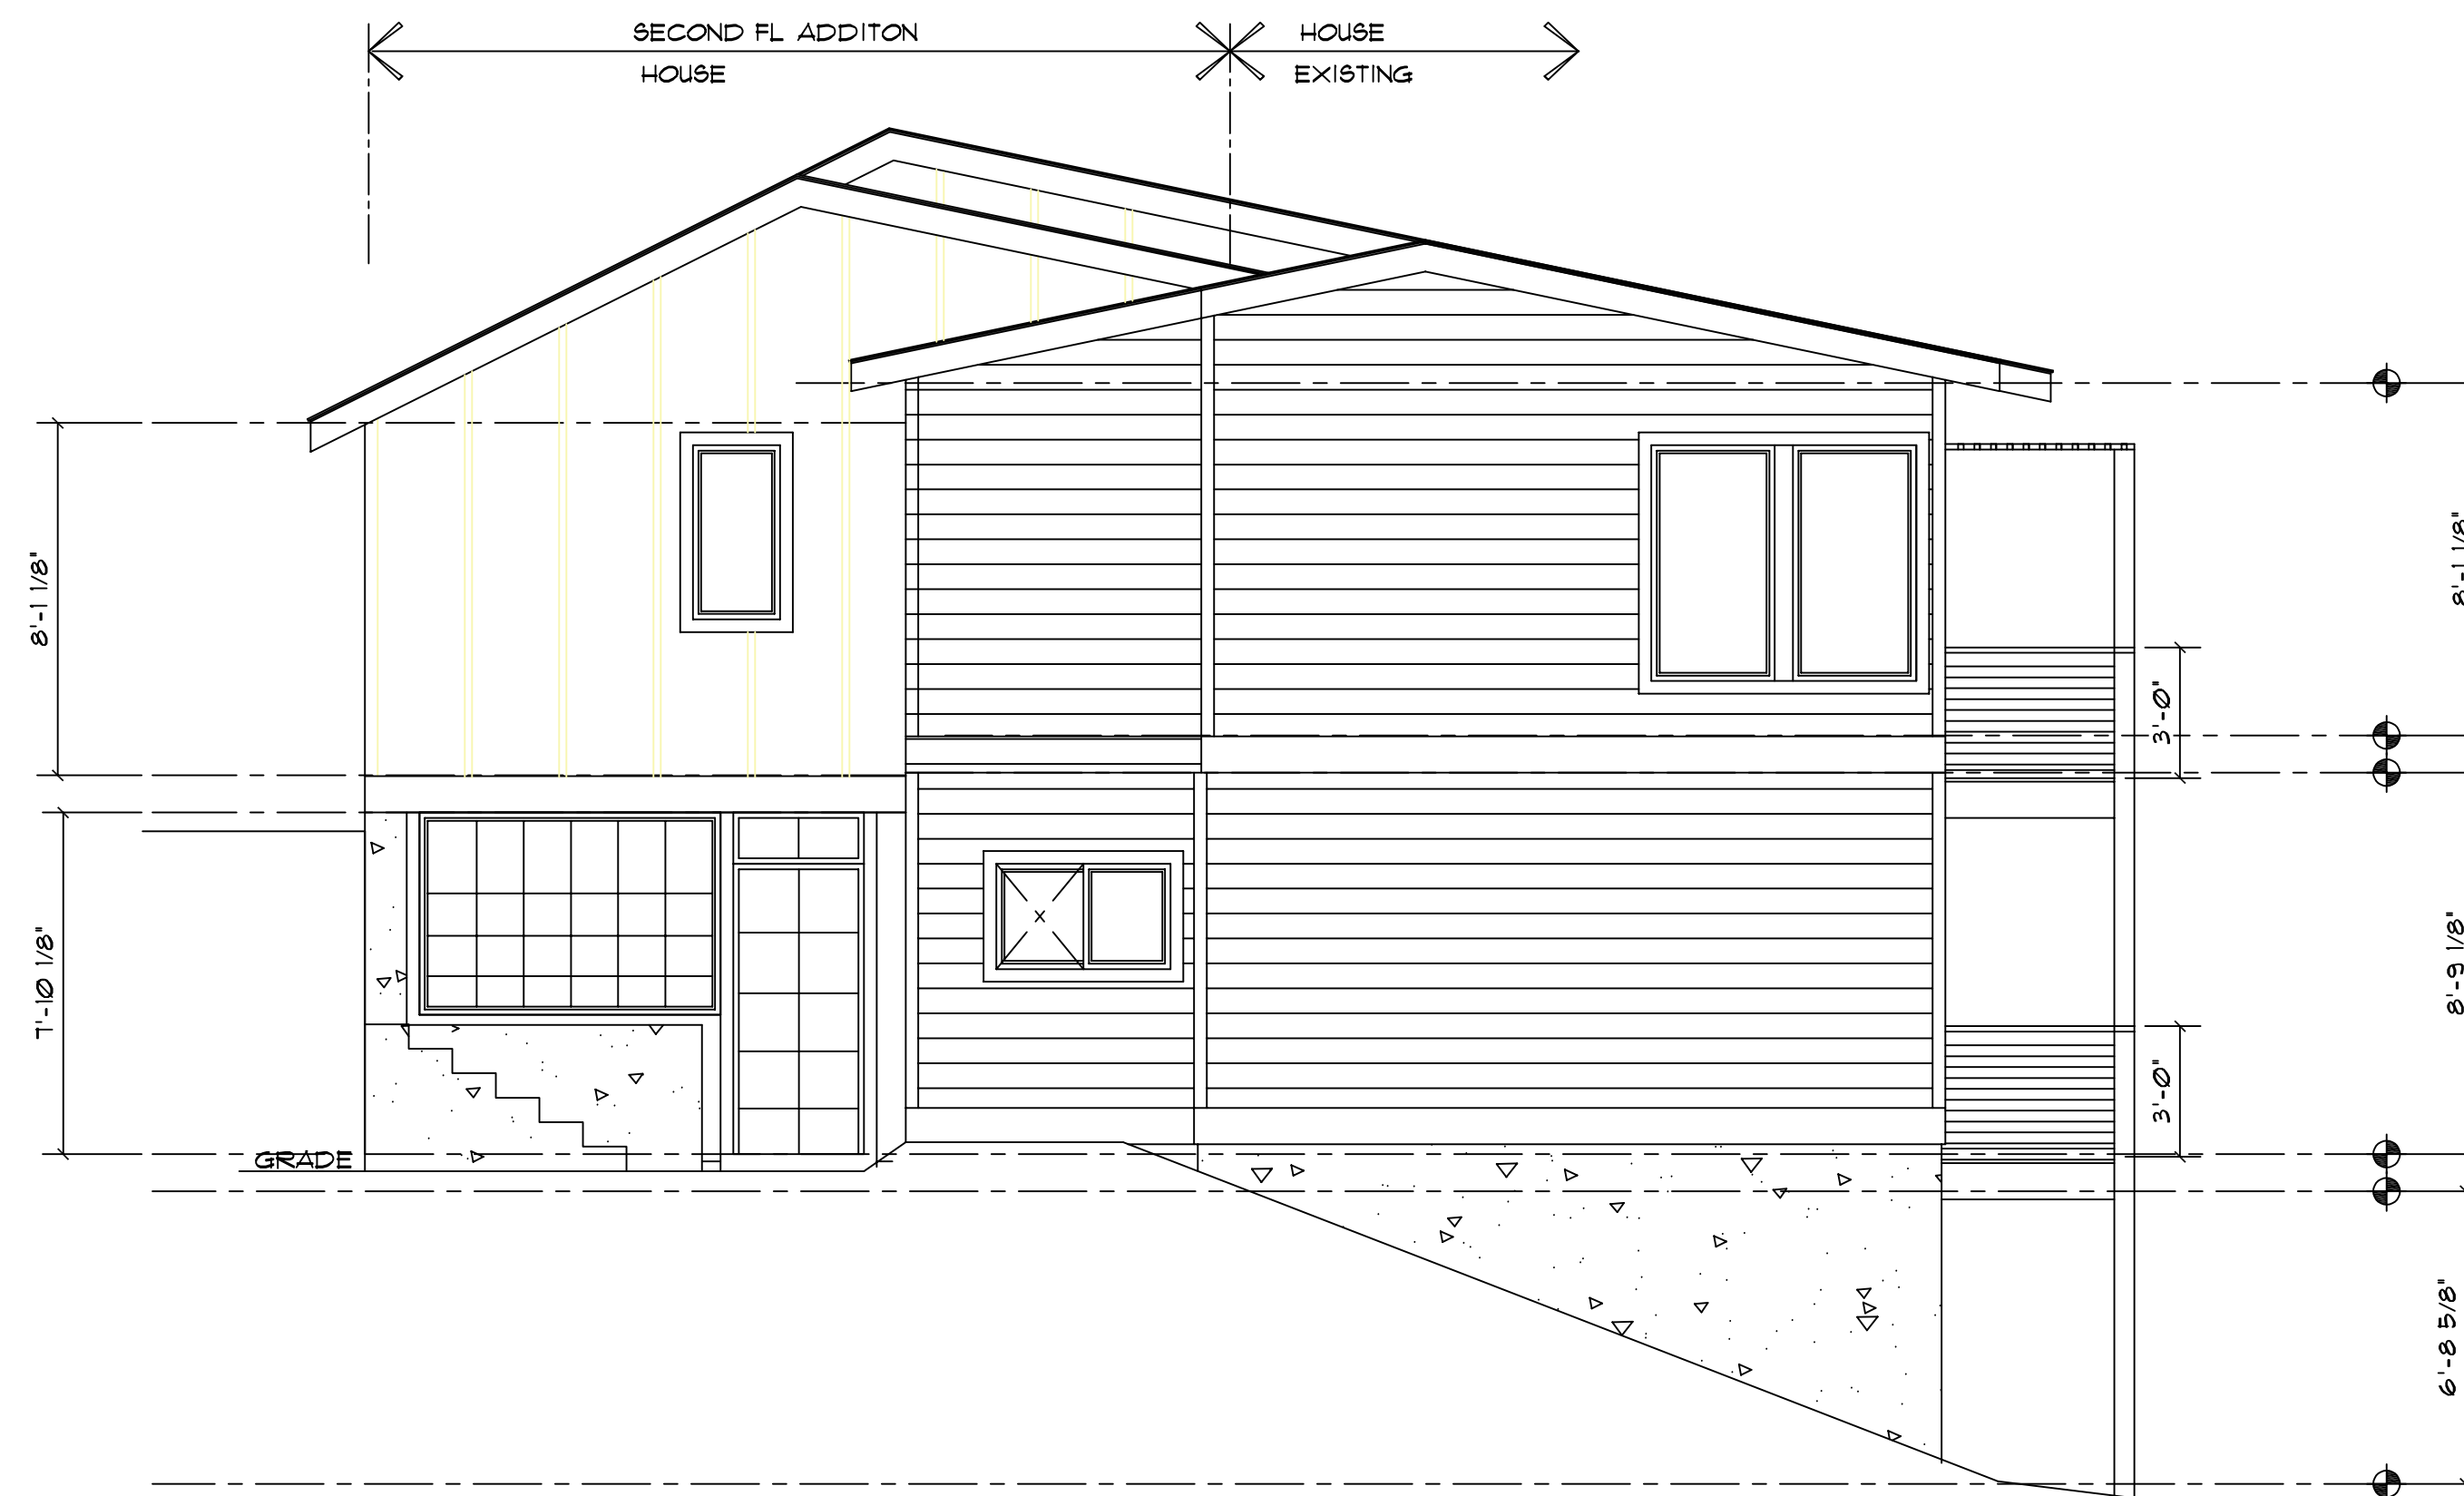 SECOND FL ADDITON
HOUSE
HOUSE
EXISTING
8'-1 1/8"
8'-1 1/8"
3'-0"
7'-10 1/8"
8'-9 1/8"
3'-0"
GRADE
6'-8 5/8"